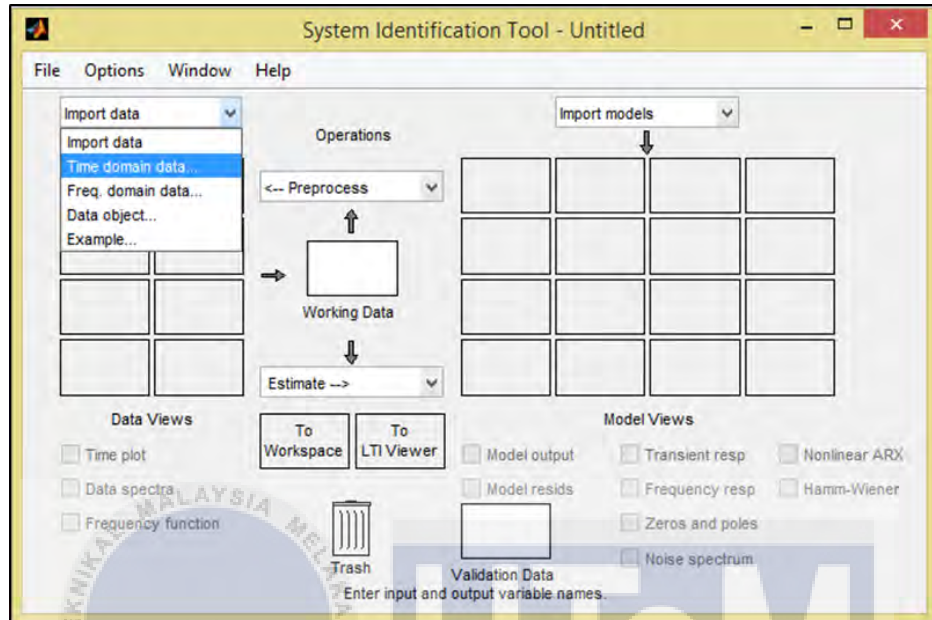 System Identification Tool - Untitled
File Options Window Help
Import data
Import data
Time domain data...
Freq. domain data...
Data object...
Example...
Operations
<-- Preprocess
Working Data
Estimate -->
To Workspace
To LTI Viewer
Import models
Data Views
Time plot
Data spectra
Frequency function
Trash
Model Views
Model output
Transient resp
Nonlinear ARX
Model resids
Frequency resp
Hamm-Wiener
Zeros and poles
Noise spectrum
Validation Data
Enter input and output variable names.
MALAYSIA